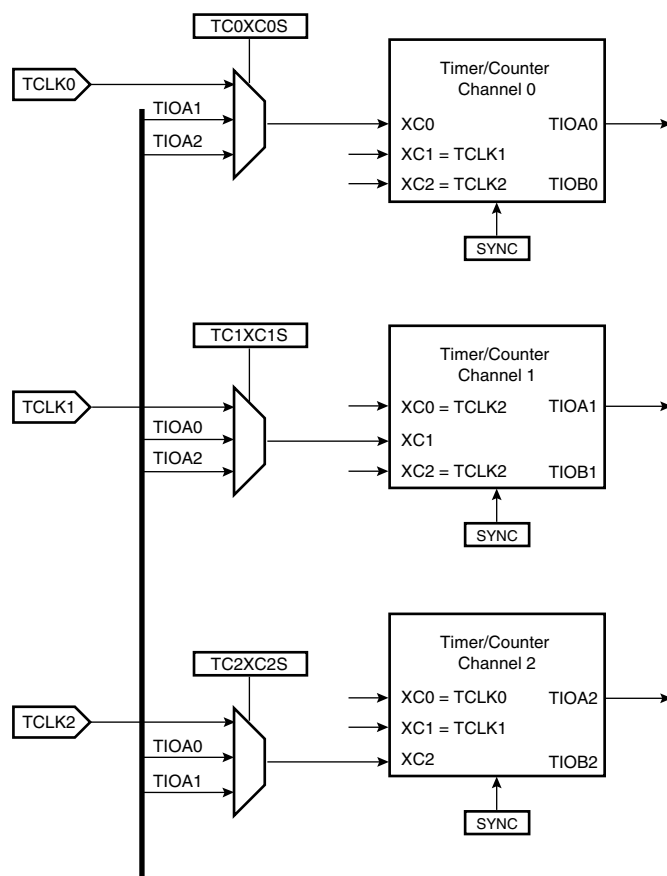 TC0XC0S
TCLK0
TIOA1
TIOA2
Timer/Counter
Channel 0
XC0
TIOA0
XC1 = TCLK1
XC2 = TCLK2
TIOB0
SYNC
TC1XC1S
TCLK1
TIOA0
TIOA2
Timer/Counter
Channel 1
XC0 = TCLK2
TIOA1
XC1
XC2 = TCLK2
TIOB1
SYNC
TC2XC2S
TCLK2
TIOA0
TIOA1
Timer/Counter
Channel 2
XC0 = TCLK0
TIOA2
XC1 = TCLK1
XC2
TIOB2
SYNC